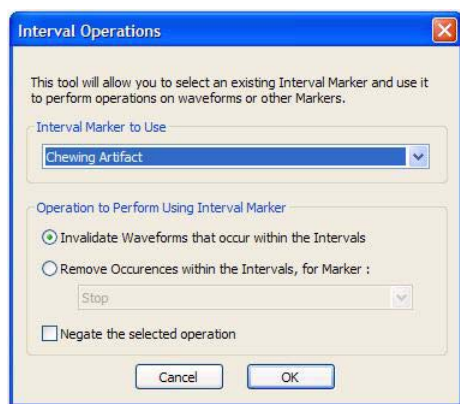 Interval Operations
This tool will allow you to select an existing Interval Marker and use it
to perform operations on waveforms or other Markers.
Interval Marker to Use
Chewing Artifact
Operation to Perform Using Interval Marker
Invalidate Waveforms that occur within the Intervals
Remove Occurences within the Intervals, for Marker :
Stop
Negate the selected operation
Cancel OK